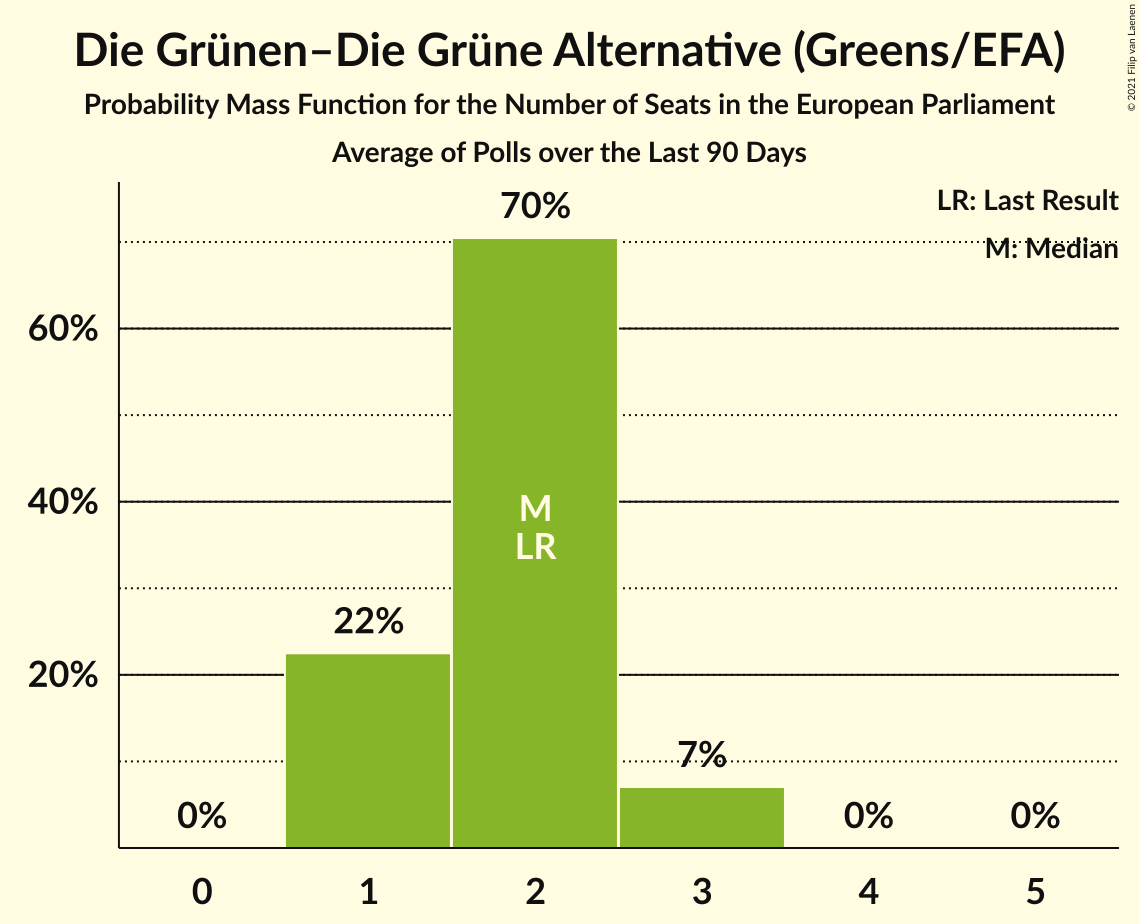 Die Grünen–Die Grüne Alternative (Greens/EFA)
Probability Mass Function for the Number of Seats in the European Parliament
Average of Polls over the Last 90 Days
© 2021 Filip van Laenen
LR: Last Result
M: Median
60%
40%
20%
0%
22%
70%
M
LR
7%
0%
0%
0 1 2 3 4 5